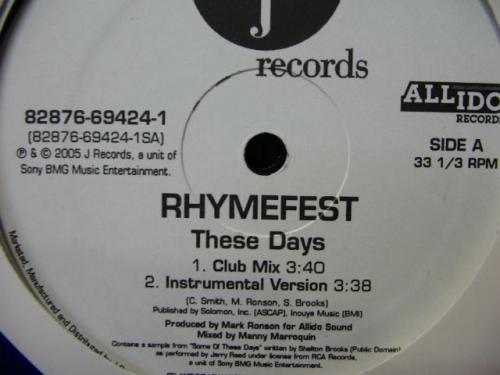 J
records
ALLIDO
RECORDS
82876-69424-1
(82876-69424-1SA)
℗ & © 2005 J Records, a unit of
Sony BMG Music Entertainment.
SIDE A
33 1/3 RPM
RHYMEFEST
These Days
1. Club Mix 3:40
2. Instrumental Version 3:38
(C. Smith, M. Ronson, S. Brooks)
Published by Solomon, Inc. (ASCAP), Inouye Music (BMI)
Produced by Mark Ronson for Allido Sound
Mixed by Manny Marroquin
Contains a sample from "Some Of These Days" written by Shelton Brooks (Public Domain)
as performed by Jerry Reed under license from RCA Records,
a unit of Sony BMG Music Entertainment.
Marketed, Manufactured and Distributed by